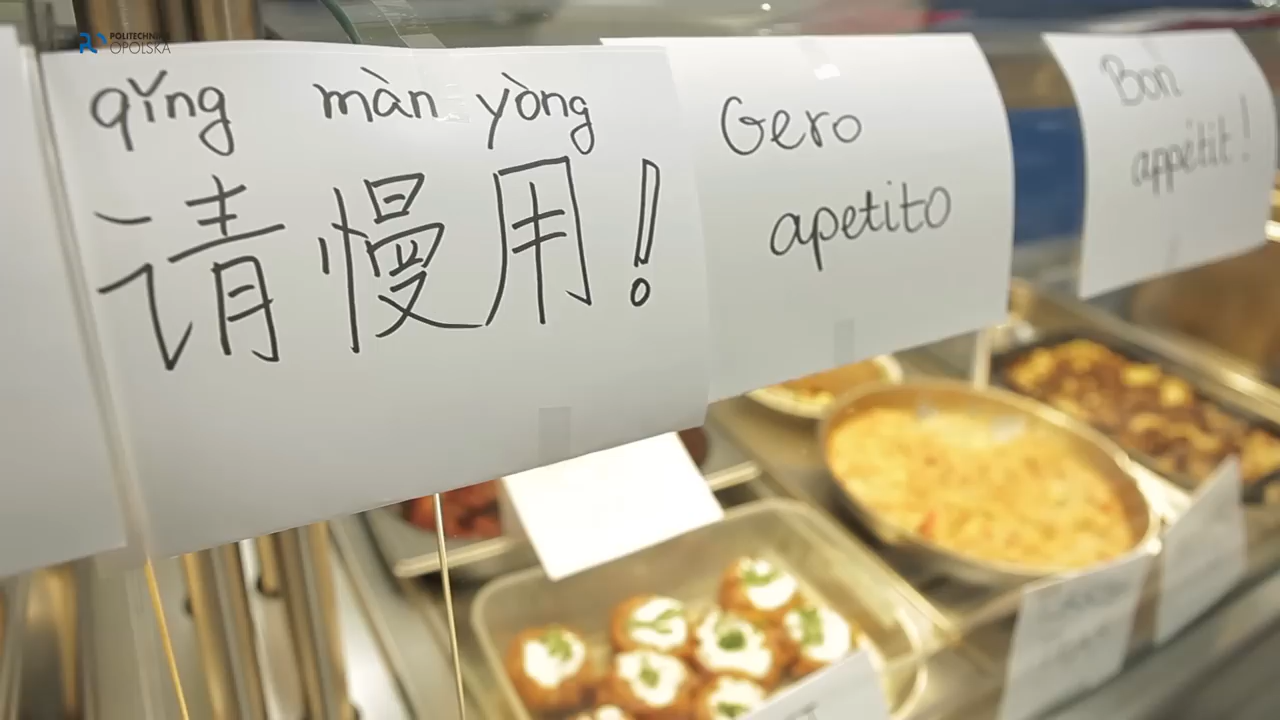 POLITECHNIKA
OPOLSKA
qǐng màn yòng
请慢用!
Gero
apetito
Bon
appétit!